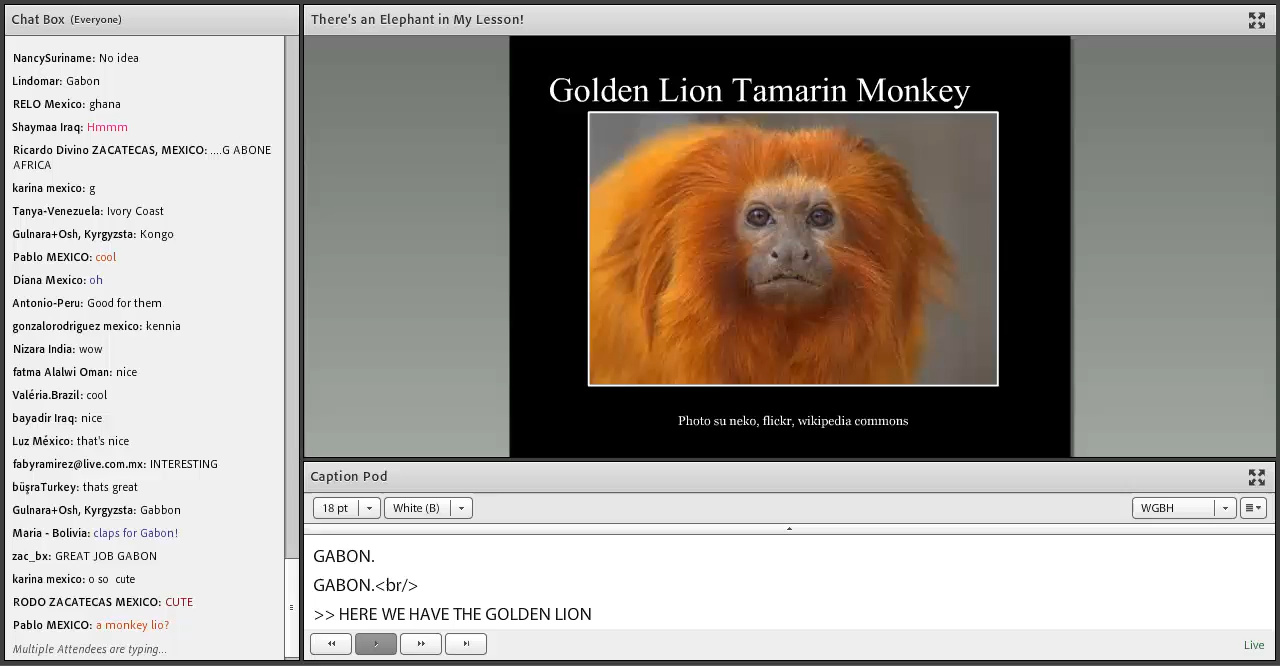 Chat Box (Everyone)
NancySuriname: No idea
Lindomar: Gabon
RELO Mexico: ghana
Shaymaa Iraq: Hmmm
Ricardo Divino ZACATECAS, MEXICO: ....G ABONE
AFRICA
karina mexico: g
Tanya-Venezuela: Ivory Coast
Gulnara+Osh, Kyrgyzsta: Kongo
Pablo MEXICO: cool
Diana Mexico: oh
Antonio-Peru: Good for them
gonzalorodriguez mexico: kennia
Nizara India: wow
fatma Alalwi Oman: nice
Valéria.Brazil: cool
bayadir Iraq: nice
Luz México: that's nice
fabyramirez@live.com.mx: INTERESTING
büşraTurkey: thats great
Gulnara+Osh, Kyrgyzsta: Gabbon
Maria - Bolivia: claps for Gabon!
zac_bx: GREAT JOB GABON
karina mexico: o so cute
RODO ZACATECAS MEXICO: CUTE
Pablo MEXICO: a monkey lio?
Multiple Attendees are typing...
There's an Elephant in My Lesson!
Golden Lion Tamarin Monkey
Photo su neko, flickr, wikipedia commons
Caption Pod
18 pt White (B) WGBH
GABON.
GABON.<br/>
>> HERE WE HAVE THE GOLDEN LION
Live